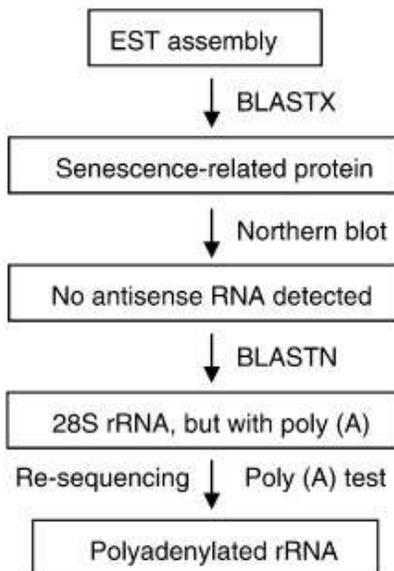 EST assembly
BLASTX
Senescence-related protein
Northern blot
No antisense RNA detected
BLASTN
28S rRNA, but with poly (A)
Re-sequencing Poly (A) test
Polyadenylated rRNA